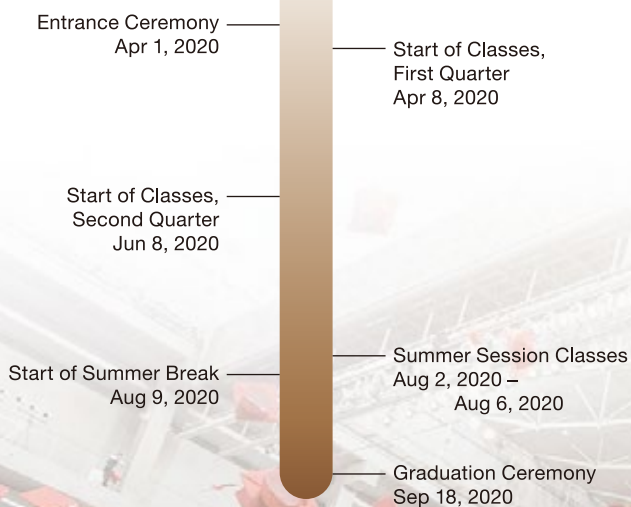 Entrance Ceremony
Apr 1, 2020
Start of Classes,
First Quarter
Apr 8, 2020
Start of Classes,
Second Quarter
Jun 8, 2020
Summer Session Classes
Aug 2, 2020 –
Aug 6, 2020
Start of Summer Break
Aug 9, 2020
Graduation Ceremony
Sep 18, 2020